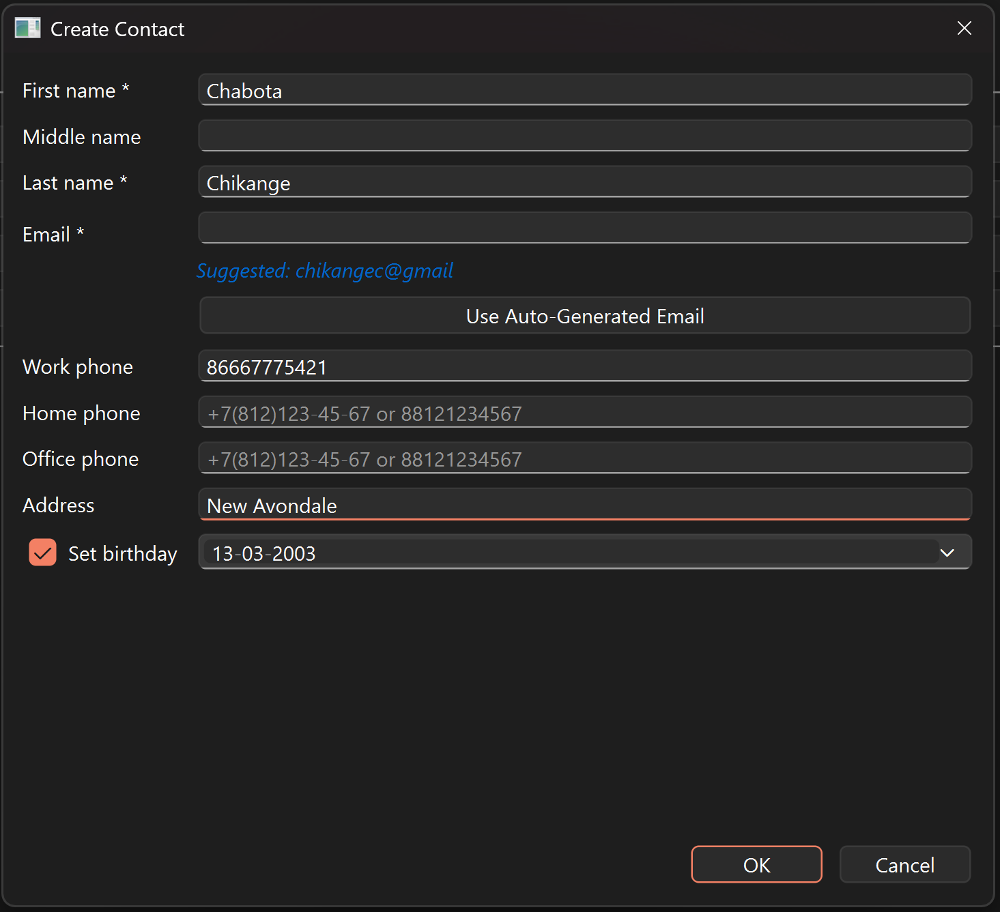 Create Contact
First name * Chabota
Middle name
Last name * Chikange
Email *
Suggested: chikangec@gmail
Use Auto-Generated Email
Work phone 86667775421
Home phone +7(812)123-45-67 or 88121234567
Office phone +7(812)123-45-67 or 88121234567
Address New Avondale
Set birthday 13-03-2003
OK Cancel